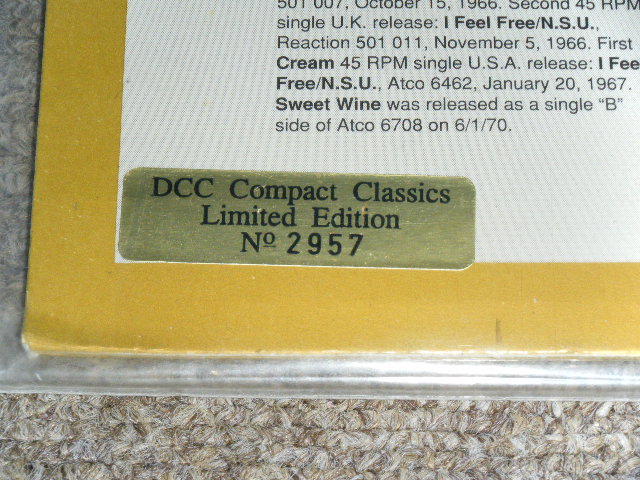 501 007, October 15, 1966. Second 45 RPM
single U.K. release: I Feel Free/N.S.U.,
Reaction 501 011, November 5, 1966. First
Cream 45 RPM single U.S.A. release: I Fee
Free/N.S.U., Atco 6462, January 20, 1967.
Sweet Wine was released as a single “B”
side of Atco 6708 on 6/1/70.
DCC Compact Classics
Limited Edition
Nº 2957